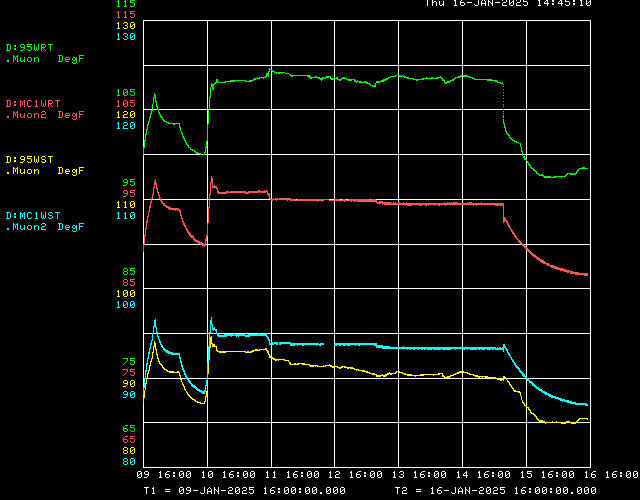 115
Thu 16-JAN-2025 14:45:10
115
130
130
D:95WRT
.Muon DegF
105
D:MC1WRT
105
.Muon2 DegF
120
120
D:95WST
.Muon DegF
95
95
110
D:MC1WST
110
.Muon2 DegF
85
85
100
100
75
75
90
90
65
65
80
80
09 16:00 10 16:00 11 16:00 12 16:00 13 16:00 14 16:00 15 16:00 16 16:00
T1 = 09-JAN-2025 16:00:00.000 T2 = 16-JAN-2025 16:00:00.000